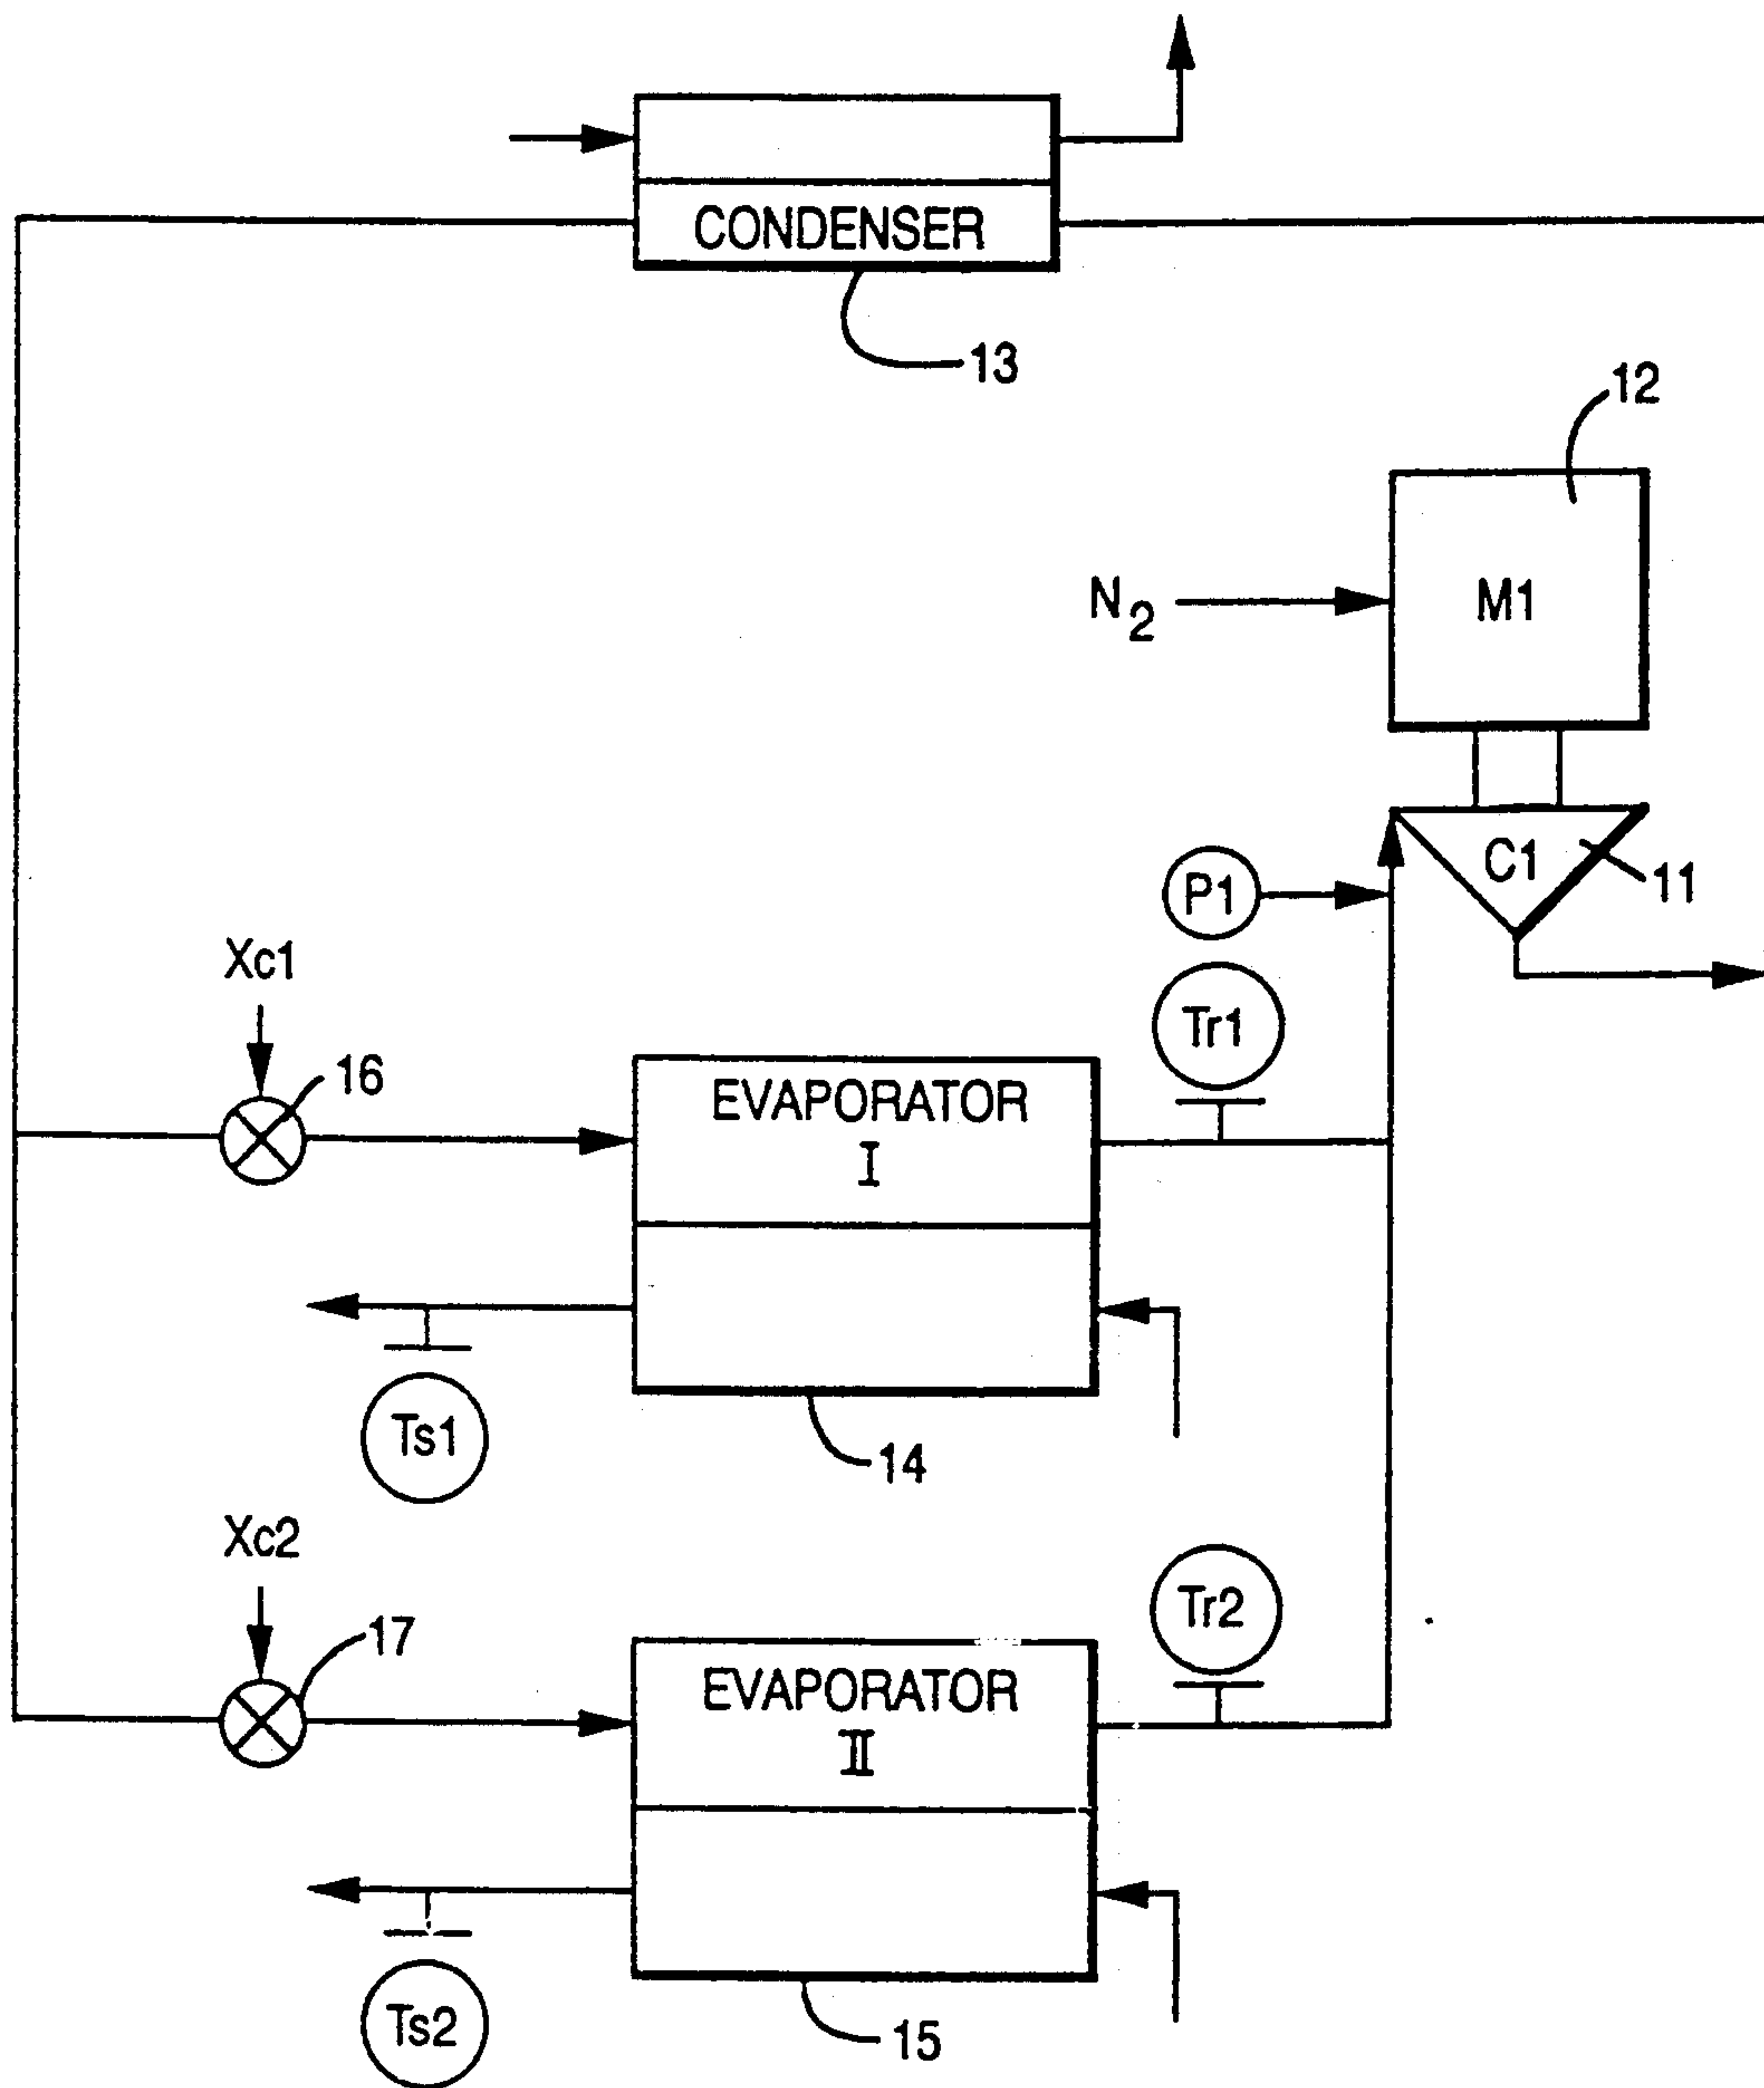 CONDENSER
13
12
N2
M1
C1
11
P1
Xc1
Tr1
16
EVAPORATOR
I
Ts1
14
Xc2
Tr2
17
EVAPORATOR
II
Ts2
15